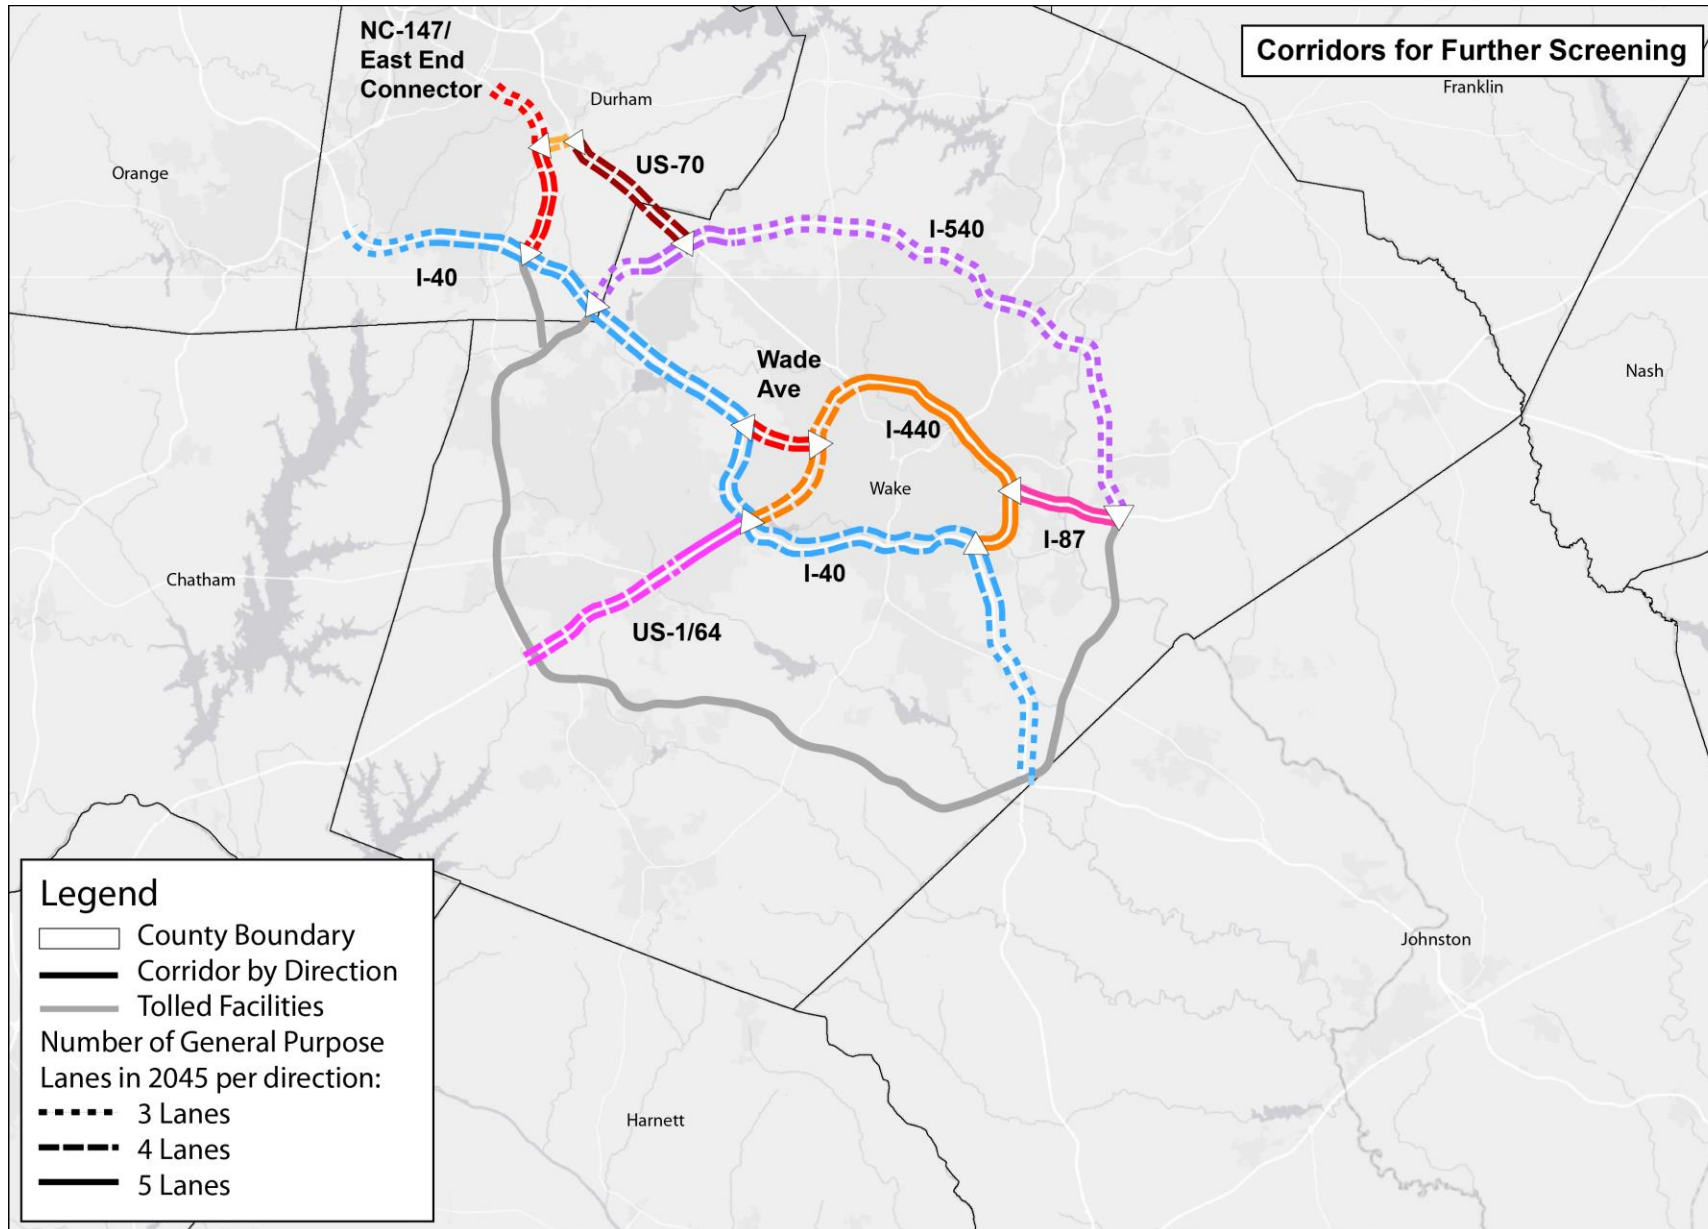 Corridors for Further Screening
NC-147/
East End
Connector
Durham
Franklin
Orange
US-70
I-540
I-40
Wade
Ave
Nash
I-440
Wake
I-87
I-40
Chatham
US-1/64
Johnston
Harnett
Legend
County Boundary
Corridor by Direction
Tolled Facilities
Number of General Purpose
Lanes in 2045 per direction:
3 Lanes
4 Lanes
5 Lanes